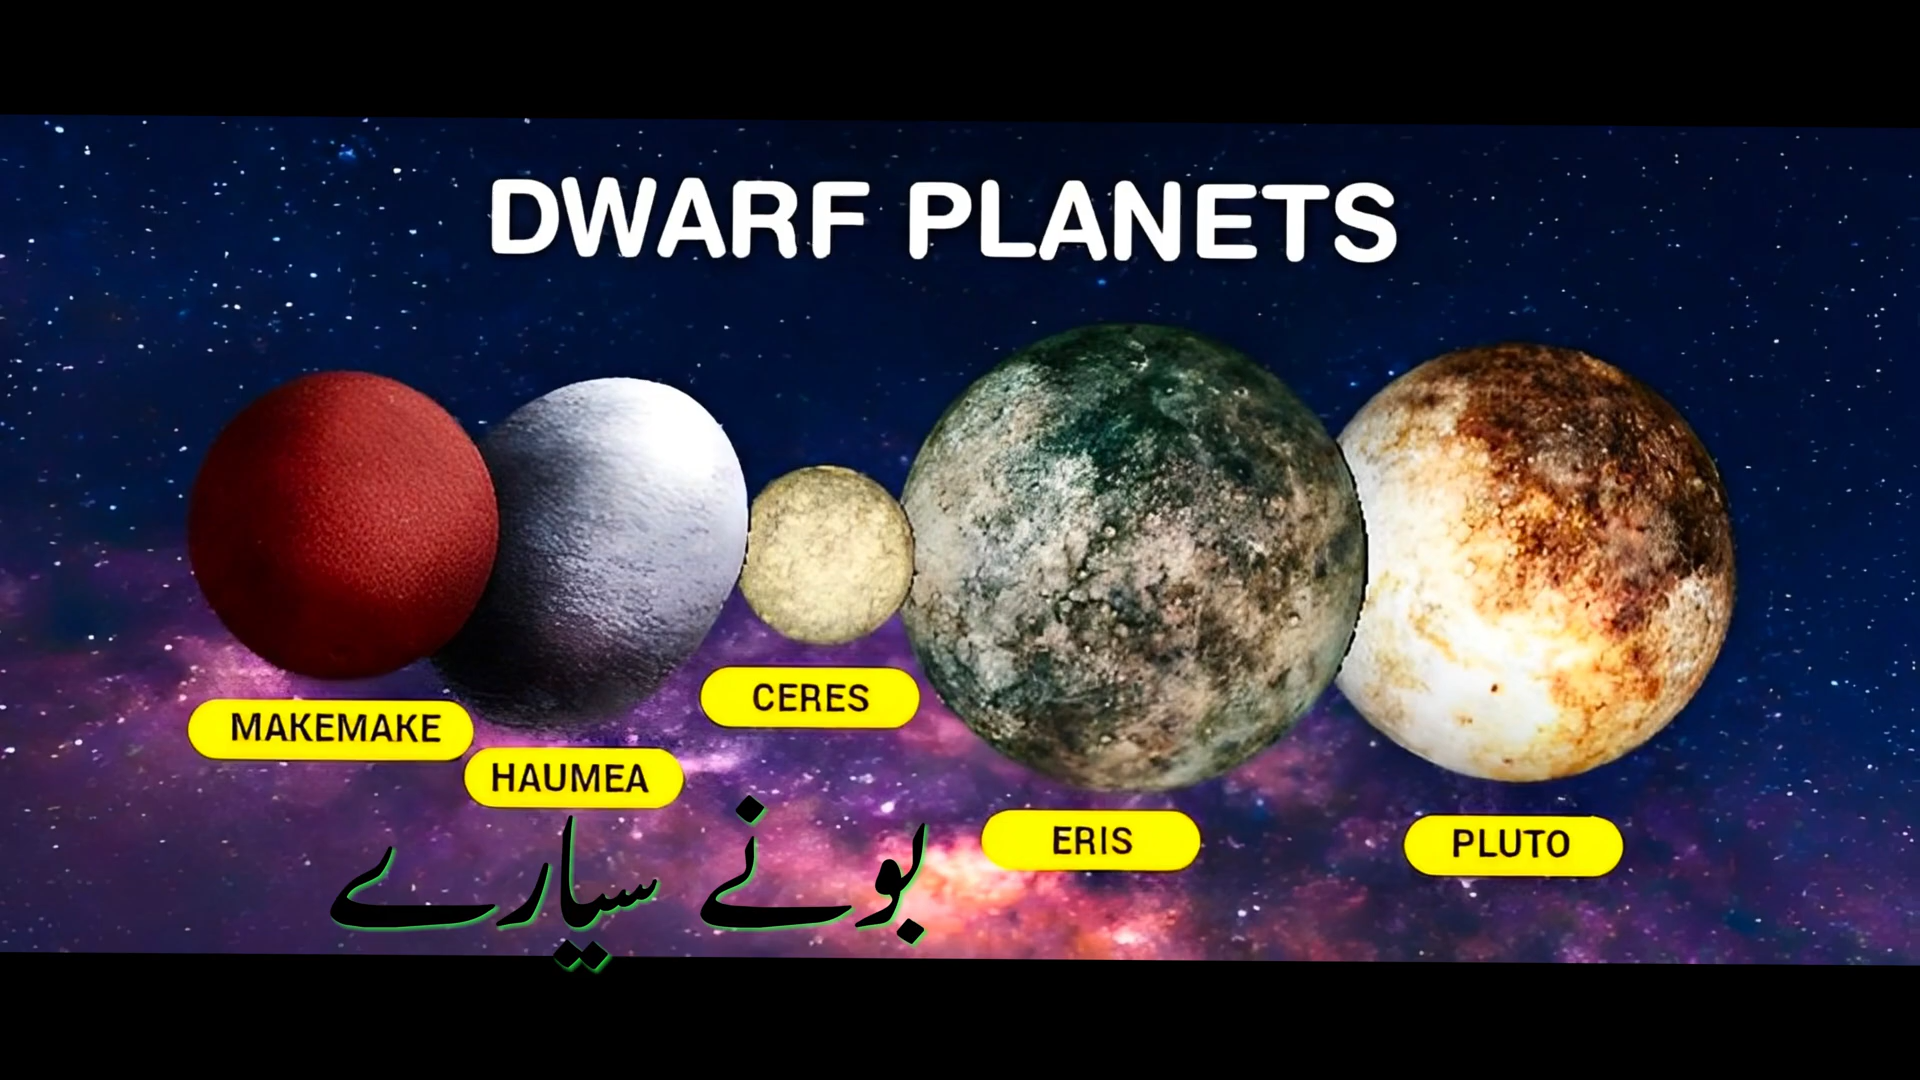 DWARF PLANETS
MAKEMAKE
HAUMEA
CERES
ERIS
PLUTO
بونے سیارے